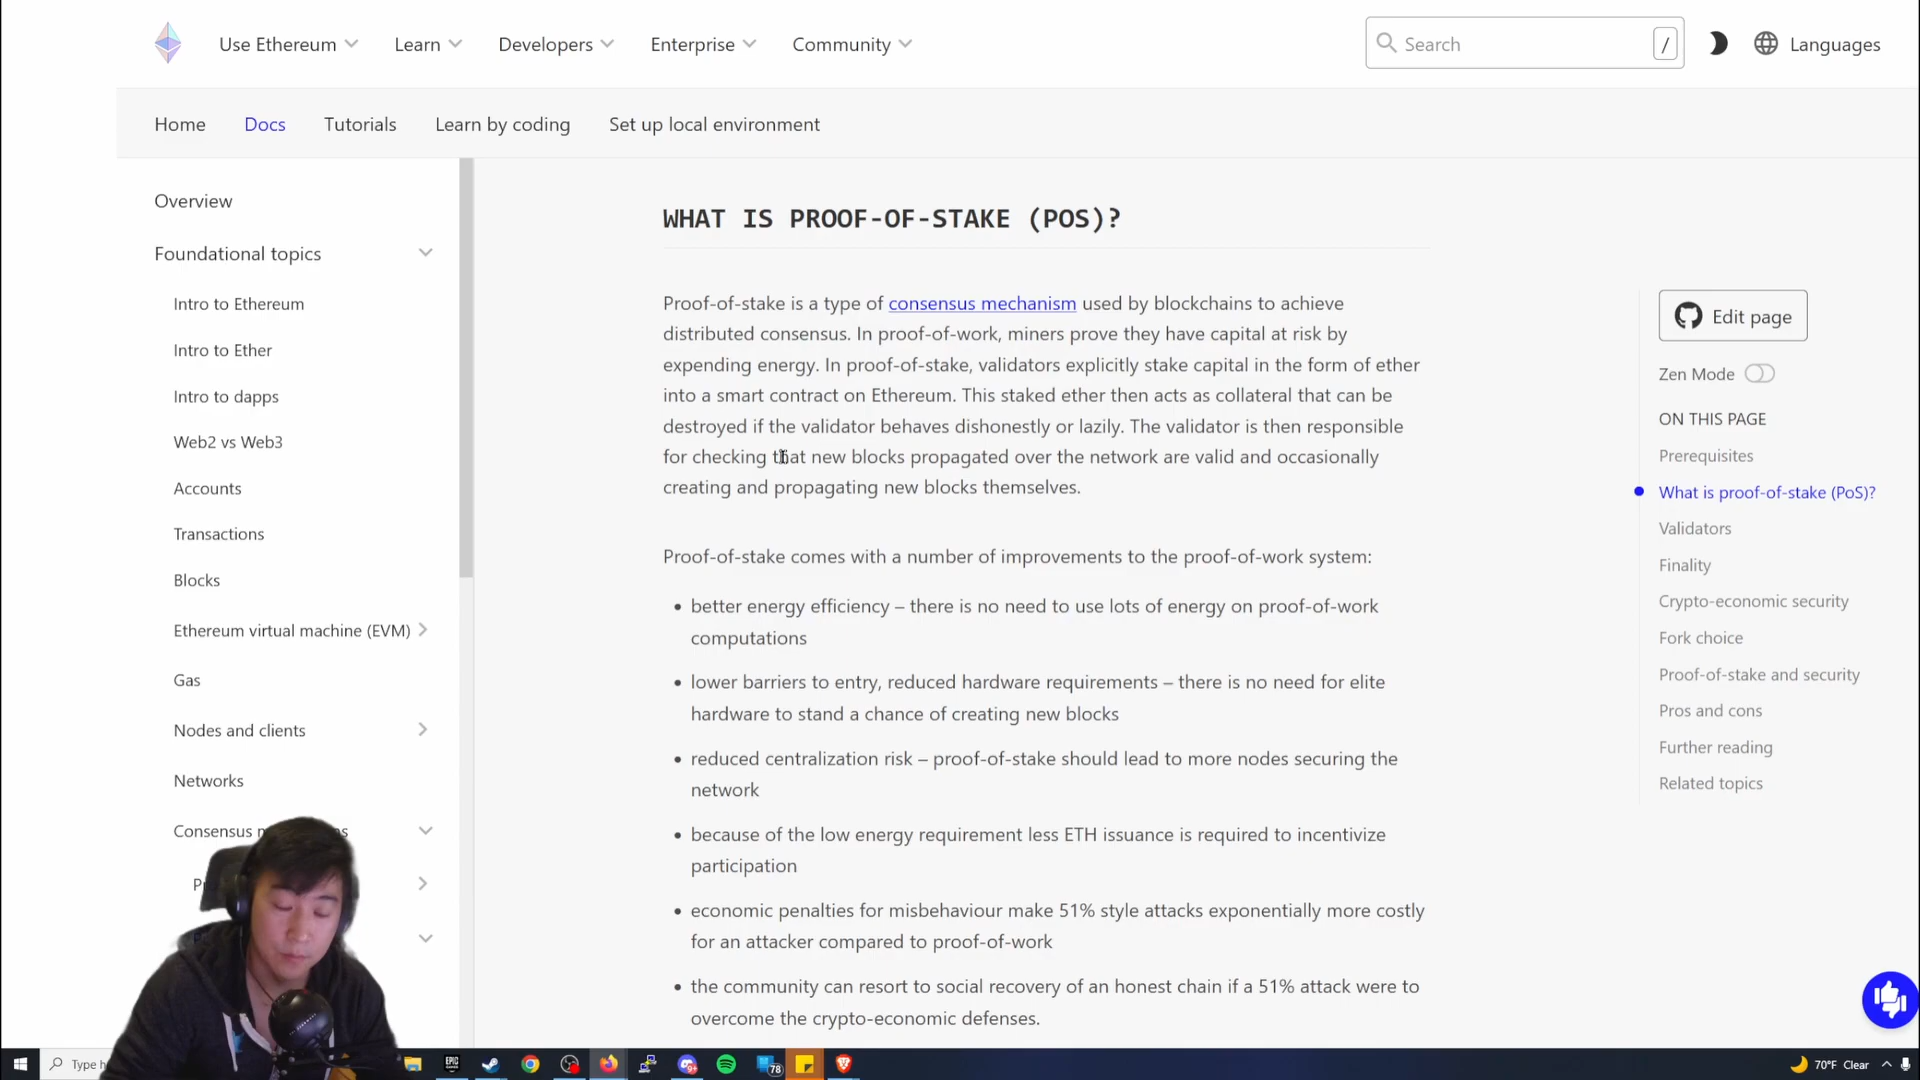 Use Ethereum
Learn
Developers
Enterprise
Community
Search
/
Languages
Home
Docs
Tutorials
Learn by coding
Set up local environment
Overview
Foundational topics
Intro to Ethereum
Intro to Ether
Intro to dapps
Web2 vs Web3
Accounts
Transactions
Blocks
Ethereum virtual machine (EVM)
Gas
Nodes and clients
Networks
Consensus
WHAT IS PROOF-OF-STAKE (POS)?
Proof-of-stake is a type of consensus mechanism used by blockchains to achieve
distributed consensus. In proof-of-work, miners prove they have capital at risk by
expending energy. In proof-of-stake, validators explicitly stake capital in the form of ether
into a smart contract on Ethereum. This staked ether then acts as collateral that can be
destroyed if the validator behaves dishonestly or lazily. The validator is then responsible
for checking that new blocks propagated over the network are valid and occasionally
creating and propagating new blocks themselves.
Proof-of-stake comes with a number of improvements to the proof-of-work system:
• better energy efficiency – there is no need to use lots of energy on proof-of-work
computations
• lower barriers to entry, reduced hardware requirements – there is no need for elite
hardware to stand a chance of creating new blocks
• reduced centralization risk – proof-of-stake should lead to more nodes securing the
network
• because of the low energy requirement less ETH issuance is required to incentivize
participation
• economic penalties for misbehaviour make 51% style attacks exponentially more costly
for an attacker compared to proof-of-work
• the community can resort to social recovery of an honest chain if a 51% attack were to
overcome the crypto-economic defenses.
Edit page
Zen Mode
ON THIS PAGE
Prerequisites
What is proof-of-stake (PoS)?
Validators
Finality
Crypto-economic security
Fork choice
Proof-of-stake and security
Pros and cons
Further reading
Related topics
Type
EPIC
78
70°F Clear